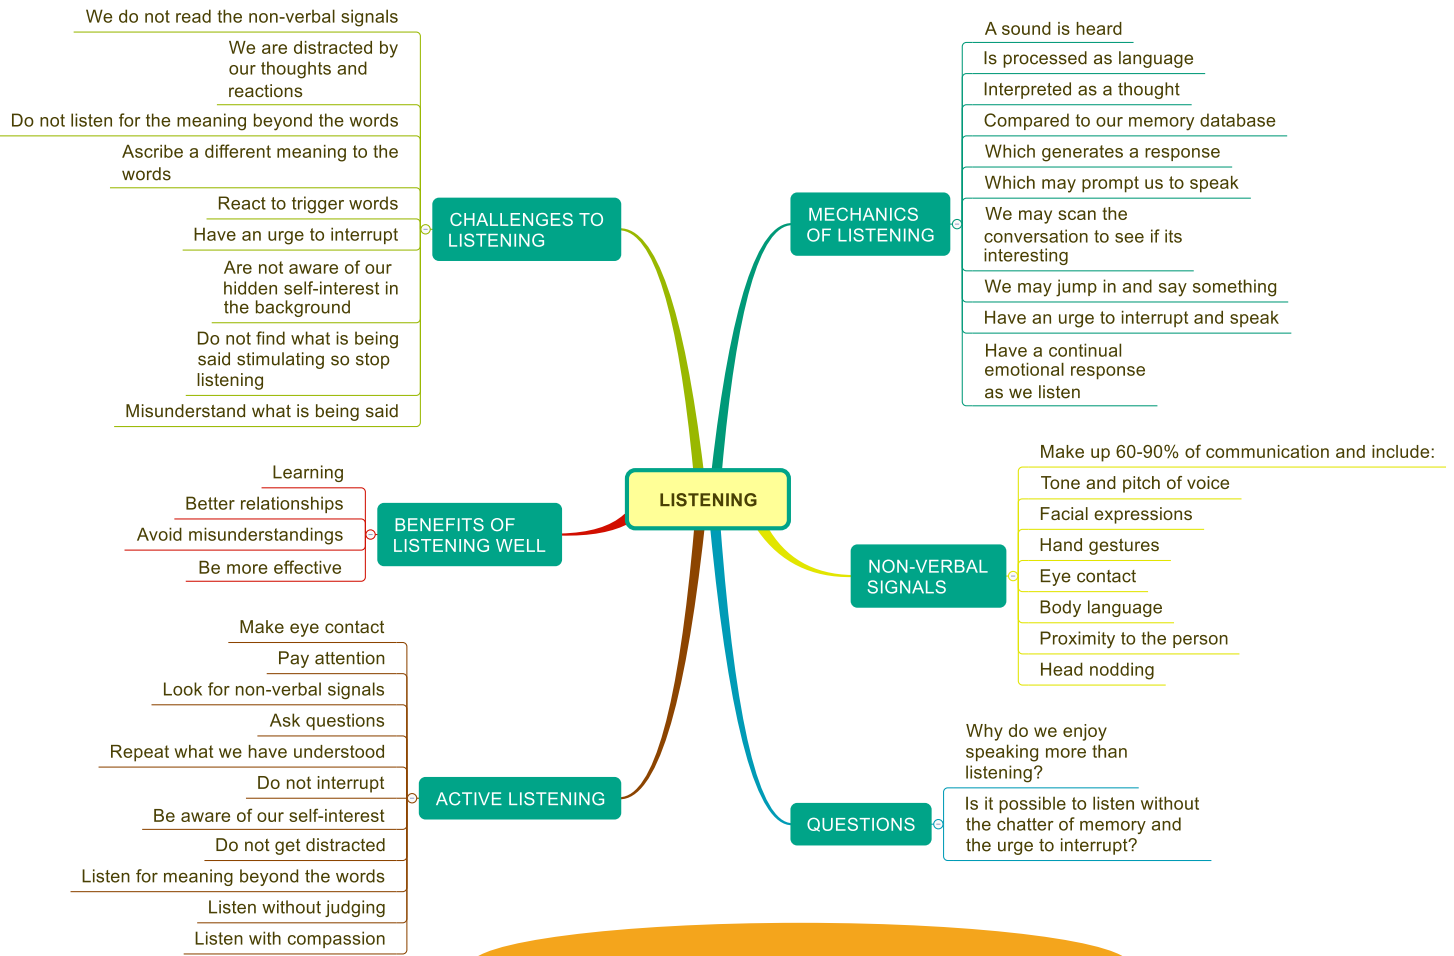 LISTENING
MECHANICS
OF LISTENING
A sound is heard
Is processed as language
Interpreted as a thought
Compared to our memory database
Which generates a response
Which may prompt us to speak
We may scan the
conversation to see if its
interesting
We may jump in and say something
Have an urge to interrupt and speak
Have a continual
emotional response
as we listen
NON-VERBAL
SIGNALS
Make up 60-90% of communication and include:
Tone and pitch of voice
Facial expressions
Hand gestures
Eye contact
Body language
Proximity to the person
Head nodding
QUESTIONS
Why do we enjoy
speaking more than
listening?
Is it possible to listen without
the chatter of memory and
the urge to interrupt?
CHALLENGES TO
LISTENING
We do not read the non-verbal signals
We are distracted by
our thoughts and
reactions
Do not listen for the meaning beyond the words
Ascribe a different meaning to the
words
React to trigger words
Have an urge to interrupt
Are not aware of our
hidden self-interest in
the background
Do not find what is being
said stimulating so stop
listening
Misunderstand what is being said
BENEFITS OF
LISTENING WELL
Learning
Better relationships
Avoid misunderstandings
Be more effective
ACTIVE LISTENING
Make eye contact
Pay attention
Look for non-verbal signals
Ask questions
Repeat what we have understood
Do not interrupt
Be aware of our self-interest
Do not get distracted
Listen for meaning beyond the words
Listen without judging
Listen with compassion